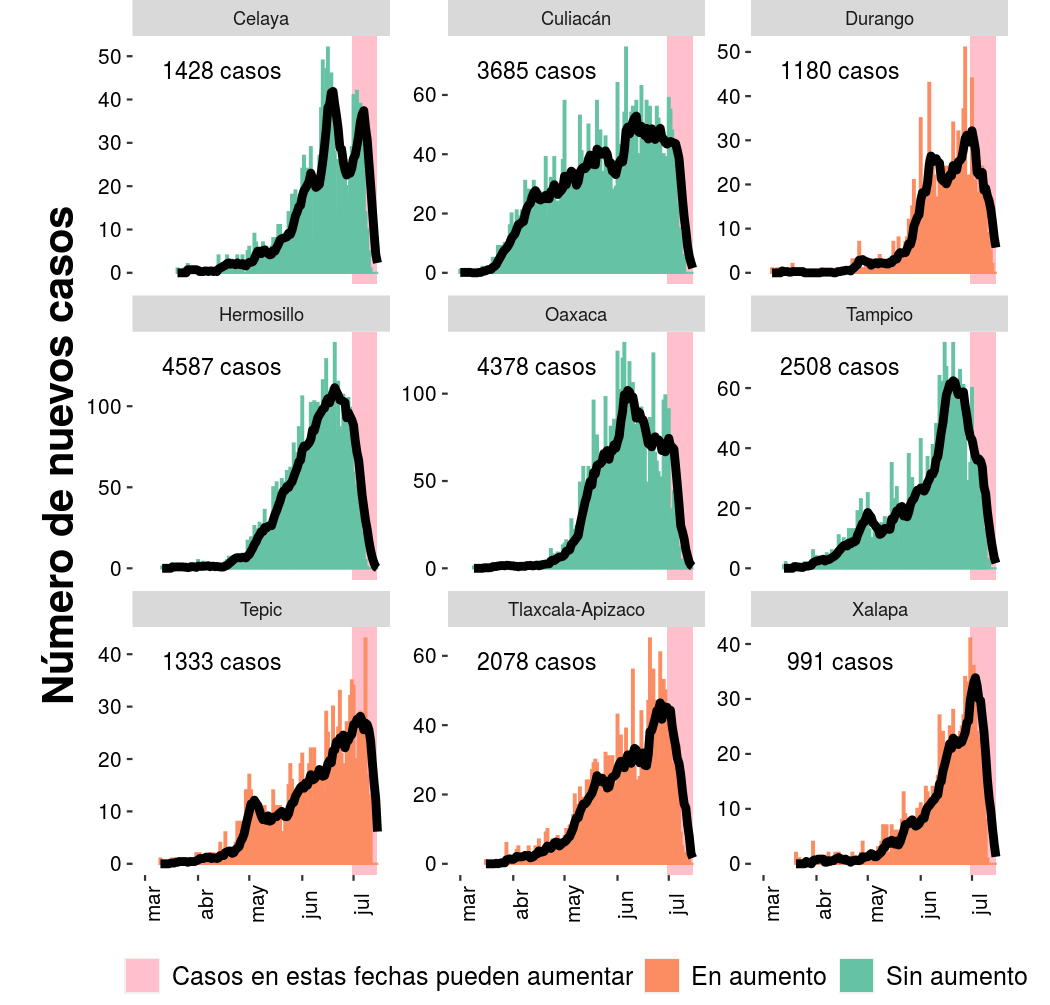 Número de nuevos casos
Celaya
1428 casos
50
40
30
20
10
0
Culiacán
3685 casos
60
40
20
0
Durango
1180 casos
50
40
30
20
10
0
Hermosillo
4587 casos
100
50
0
Oaxaca
4378 casos
100
50
0
Tampico
2508 casos
60
40
20
0
Tepic
1333 casos
40
30
20
10
0
mar
abr
may
jun
jul
Tlaxcala-Apizaco
2078 casos
60
40
20
0
mar
abr
may
jun
jul
Xalapa
991 casos
40
30
20
10
0
mar
abr
may
jun
jul
Casos en estas fechas pueden aumentar
En aumento
Sin aumento